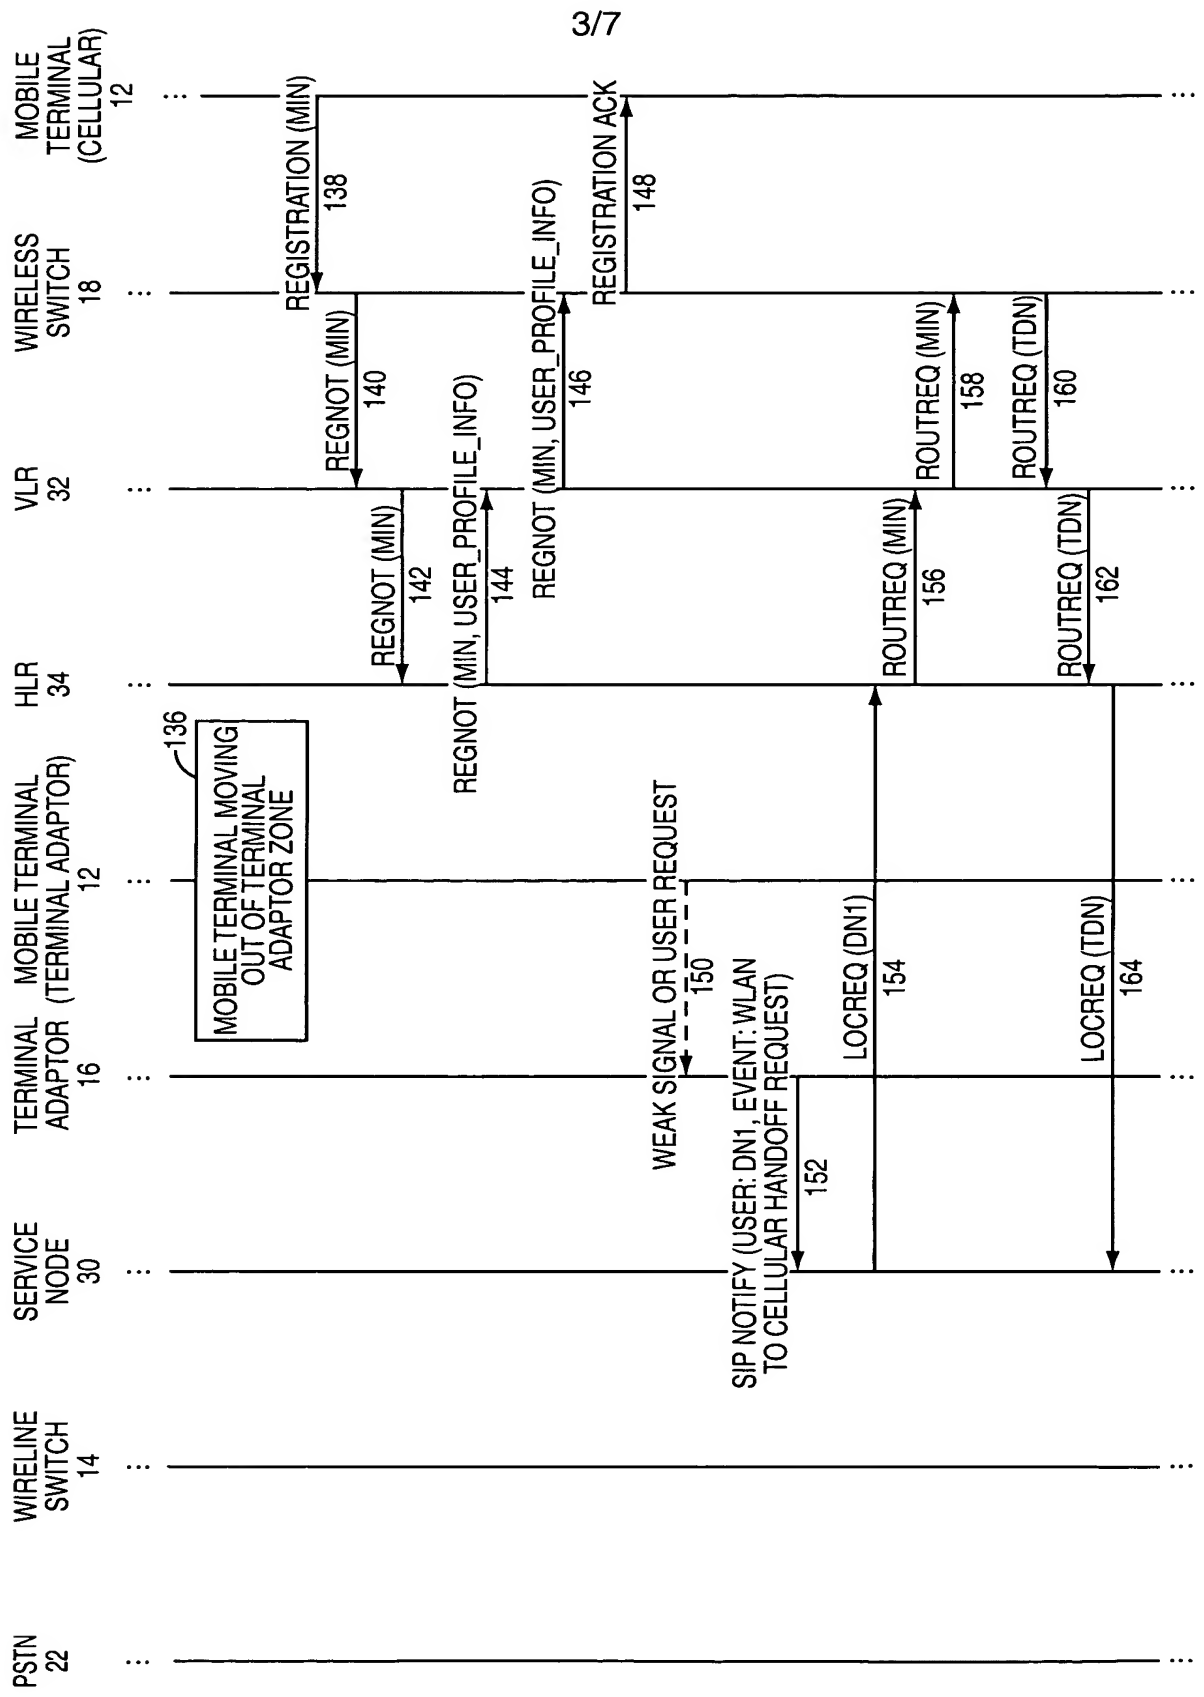 3/7
PSTN
22
WIRELINE
SWITCH
14
SERVICE
NODE
30
TERMINAL
ADAPTOR
16
MOBILE TERMINAL
(TERMINAL ADAPTOR)
12
HLR
34
VLR
32
WIRELESS
SWITCH
18
MOBILE
TERMINAL
(CELLULAR)
12
...
...
...
...
...
...
...
...
...
136
MOBILE TERMINAL MOVING
OUT OF TERMINAL
ADAPTOR ZONE
REGISTRATION (MIN)
138
REGNOT (MIN)
140
REGNOT (MIN)
142
REGNOT (MIN, USER_PROFILE_INFO)
144
REGNOT (MIN, USER_PROFILE_INFO)
146
REGISTRATION ACK
148
WEAK SIGNAL OR USER REQUEST
150
SIP NOTIFY (USER: DN1, EVENT: WLAN
TO CELLULAR HANDOFF REQUEST)
152
LOCREQ (DN1)
154
ROUTREQ (MIN)
156
ROUTREQ (MIN)
158
ROUTREQ (TDN)
160
ROUTREQ (TDN)
162
LOCREQ (TDN)
164
...
...
...
...
...
...
...
...
...